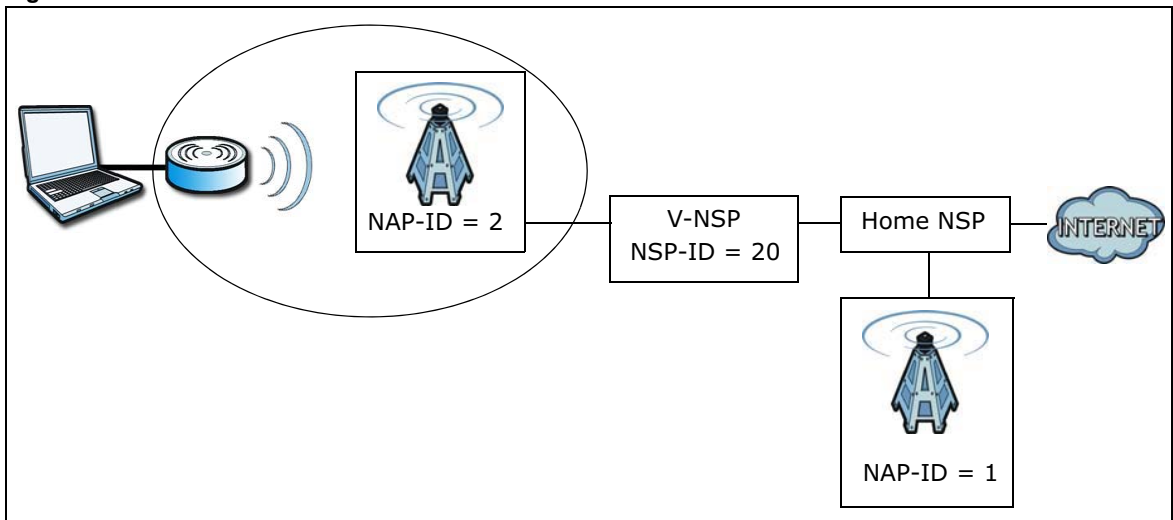 NAP-ID = 2
V-NSP
NSP-ID = 20
Home NSP
INTERNET
NAP-ID = 1